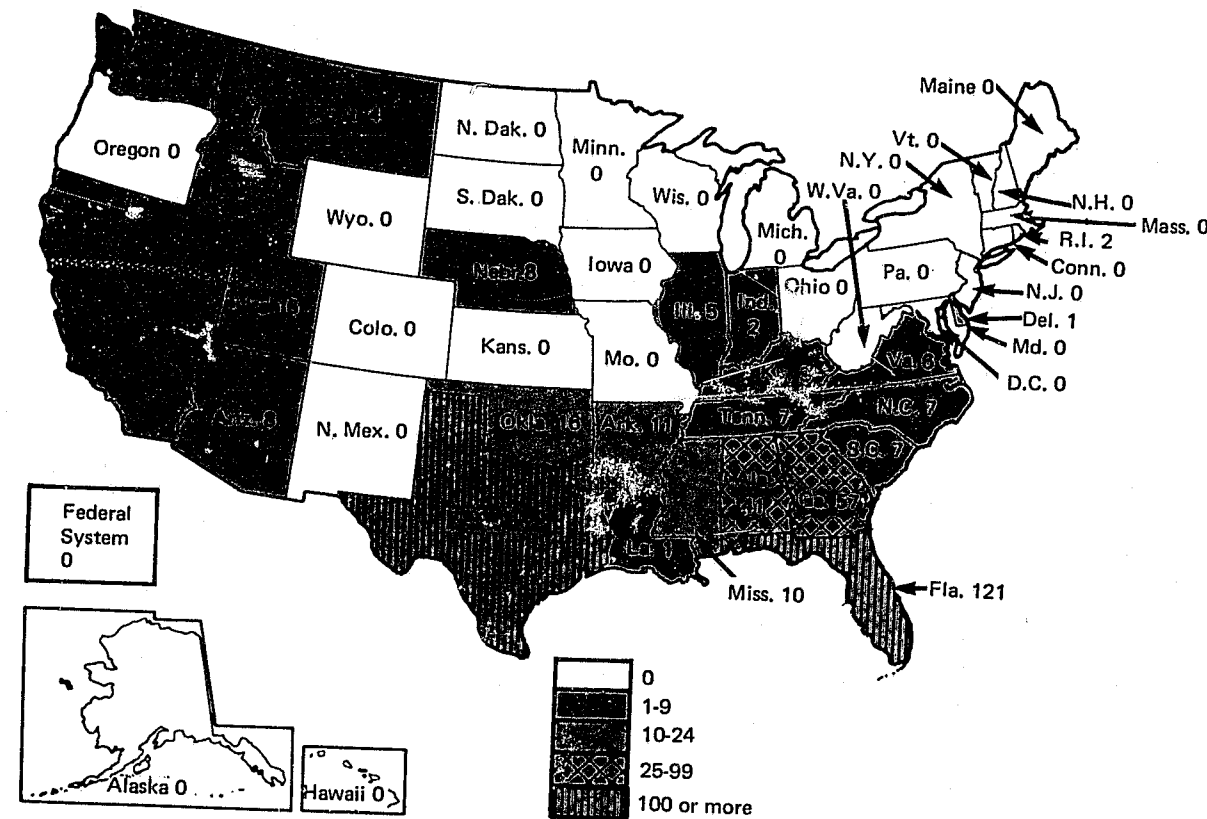 Maine 0
Vt. 0
N.Y. 0
W.Va. 0
N. Dak. 0
Minn.
0
Oregon 0
4
Wyo. 0
S. Dak. 0
Wis. 0
Mich.
0
N.H. 0
Mass. 0
R.I. 2
Conn. 0
N.J. 0
Del. 1
Md. 0
D.C. 0
Nebr. 8
Iowa 0
Ill. 5
Ind.
2
Ohio 0
Pa. 0
Colo. 0
Kans. 0
Mo. 0
Va. 6
N.C. 7
Tenn. 7
S.C. 7
N. Mex. 0
Okla. 16
Ark. 11
Miss. 10
Fla. 121
Federal
System
0
Alaska 0
Hawaii 0
0
1-9
10-24
25-99
100 or more